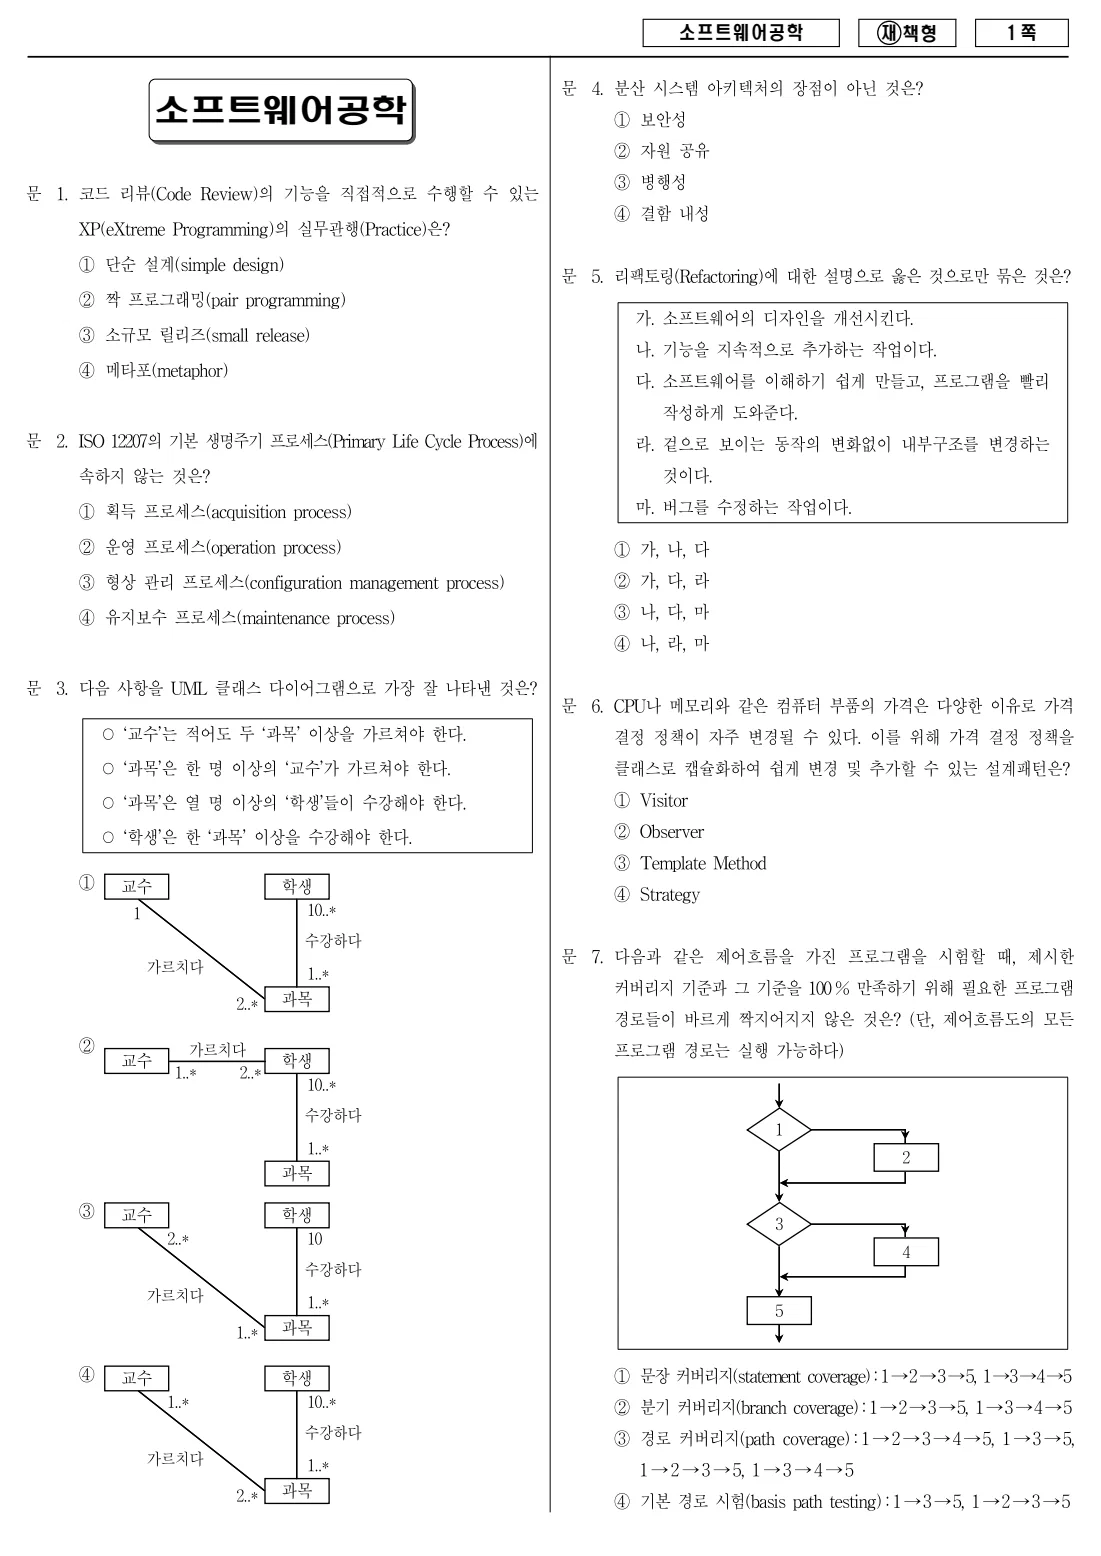 소프트웨어공학
재책형
1쪽
소프트웨어공학
문 1. 코드 리뷰(Code Review)의 기능을 직접적으로 수행할 수 있는
XP(eXtreme Programming)의 실무관행(Practice)은?
① 단순 설계(simple design)
② 짝 프로그래밍(pair programming)
③ 소규모 릴리즈(small release)
④ 메타포(metaphor)
문 2. ISO 12207의 기본 생명주기 프로세스(Primary Life Cycle Process)에
속하지 않는 것은?
① 획득 프로세스(acquisition process)
② 운영 프로세스(operation process)
③ 형상 관리 프로세스(configuration management process)
④ 유지보수 프로세스(maintenance process)
문 3. 다음 사항을 UML 클래스 다이어그램으로 가장 잘 나타낸 것은?
○ ‘교수’는 적어도 두 ‘과목’ 이상을 가르쳐야 한다.
○ ‘과목’은 한 명 이상의 ‘교수’가 가르쳐야 한다.
○ ‘과목’은 열 명 이상의 ‘학생’들이 수강해야 한다.
○ ‘학생’은 한 ‘과목’ 이상을 수강해야 한다.
① 교수 학생
1 10..*
수강하다
가르치다
1..*
2..* 과목
②
가르치다
교수 학생
1..* 2..*
10..*
수강하다
1..*
과목
③ 교수 학생
2..* 10
수강하다
가르치다
1..*
1..* 과목
④ 교수 학생
1..* 10..*
수강하다
가르치다
1..*
2..* 과목
문 4. 분산 시스템 아키텍처의 장점이 아닌 것은?
① 보안성
② 자원 공유
③ 병행성
④ 결함 내성
문 5. 리팩토링(Refactoring)에 대한 설명으로 옳은 것으로만 묶은 것은?
가. 소프트웨어의 디자인을 개선시킨다.
나. 기능을 지속적으로 추가하는 작업이다.
다. 소프트웨어를 이해하기 쉽게 만들고, 프로그램을 빨리
작성하게 도와준다.
라. 겉으로 보이는 동작의 변화없이 내부구조를 변경하는
것이다.
마. 버그를 수정하는 작업이다.
① 가, 나, 다
② 가, 다, 라
③ 나, 다, 마
④ 나, 라, 마
문 6. CPU나 메모리와 같은 컴퓨터 부품의 가격은 다양한 이유로 가격
결정 정책이 자주 변경될 수 있다. 이를 위해 가격 결정 정책을
클래스로 캡슐화하여 쉽게 변경 및 추가할 수 있는 설계패턴은?
① Visitor
② Observer
③ Template Method
④ Strategy
문 7. 다음과 같은 제어흐름을 가진 프로그램을 시험할 때, 제시한
커버리지 기준과 그 기준을 100 % 만족하기 위해 필요한 프로그램
경로들이 바르게 짝지어지지 않은 것은? (단, 제어흐름도의 모든
프로그램 경로는 실행 가능하다)
1
2
3
4
5
① 문장 커버리지(statement coverage) : 1→2→3→5, 1→3→4→5
② 분기 커버리지(branch coverage) : 1→2→3→5, 1→3→4→5
③ 경로 커버리지(path coverage) : 1→2→3→4→5, 1→3→5,
1→2→3→5, 1→3→4→5
④ 기본 경로 시험(basis path testing) : 1→3→5, 1→2→3→5